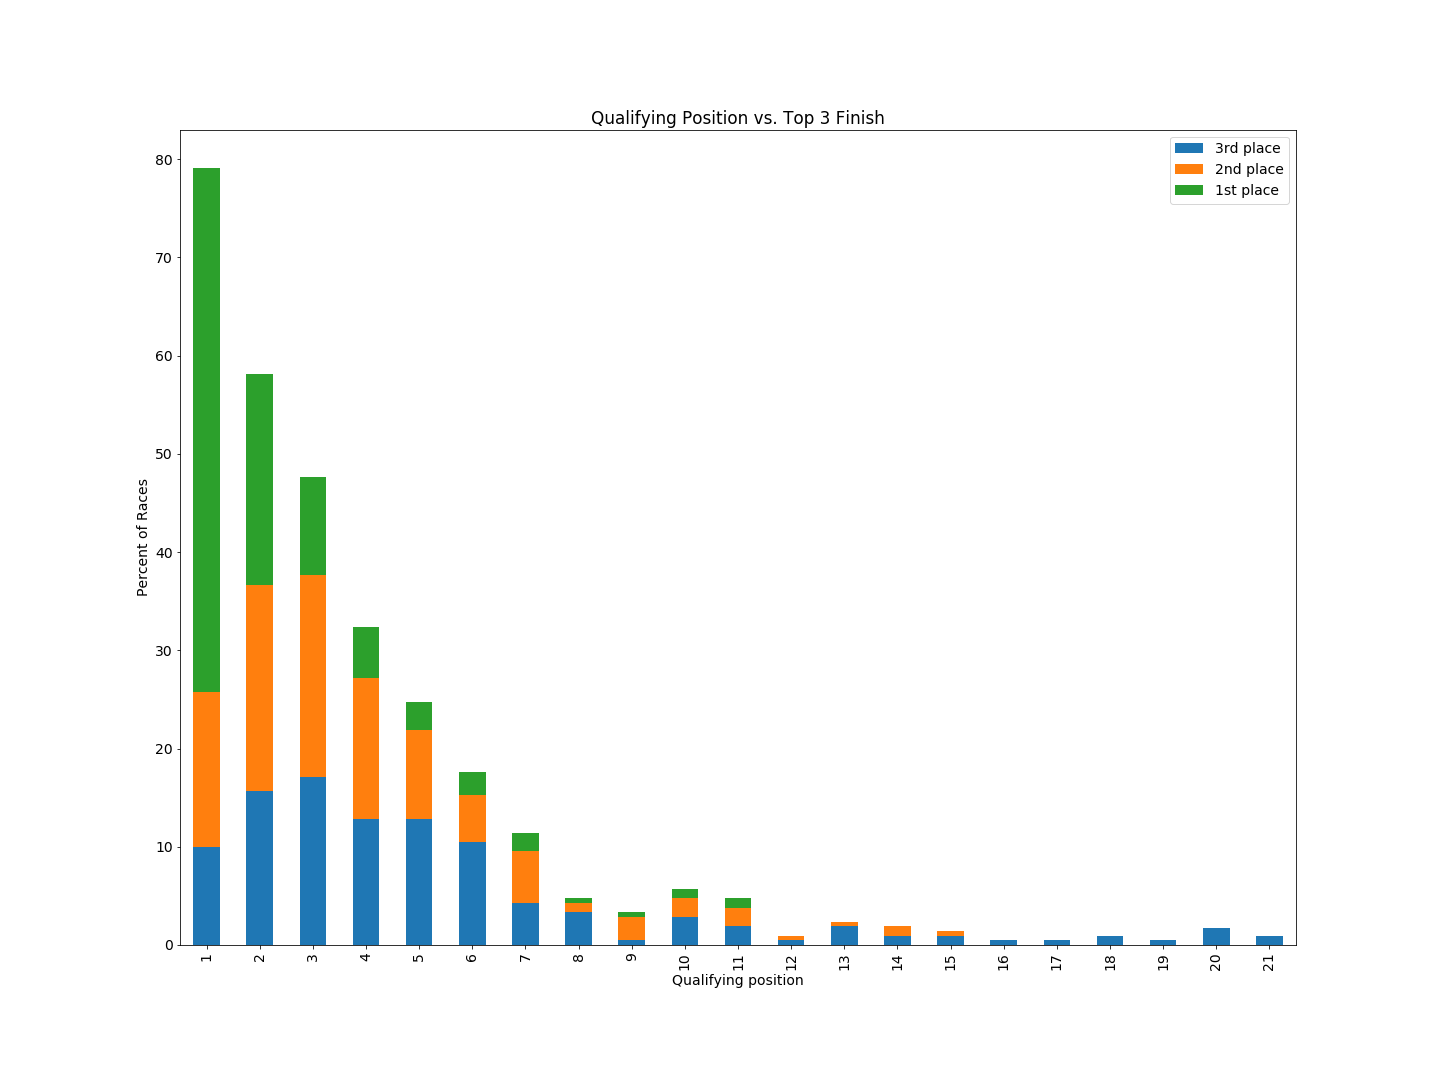 Qualifying Position vs. Top 3 Finish
3rd place
2nd place
1st place
80
70
60
50
40
30
20
10
0
Percent of Races
1 2 3 4 5 6 7 8 9 10 11 12 13 14 15 16 17 18 19 20 21
Qualifying position